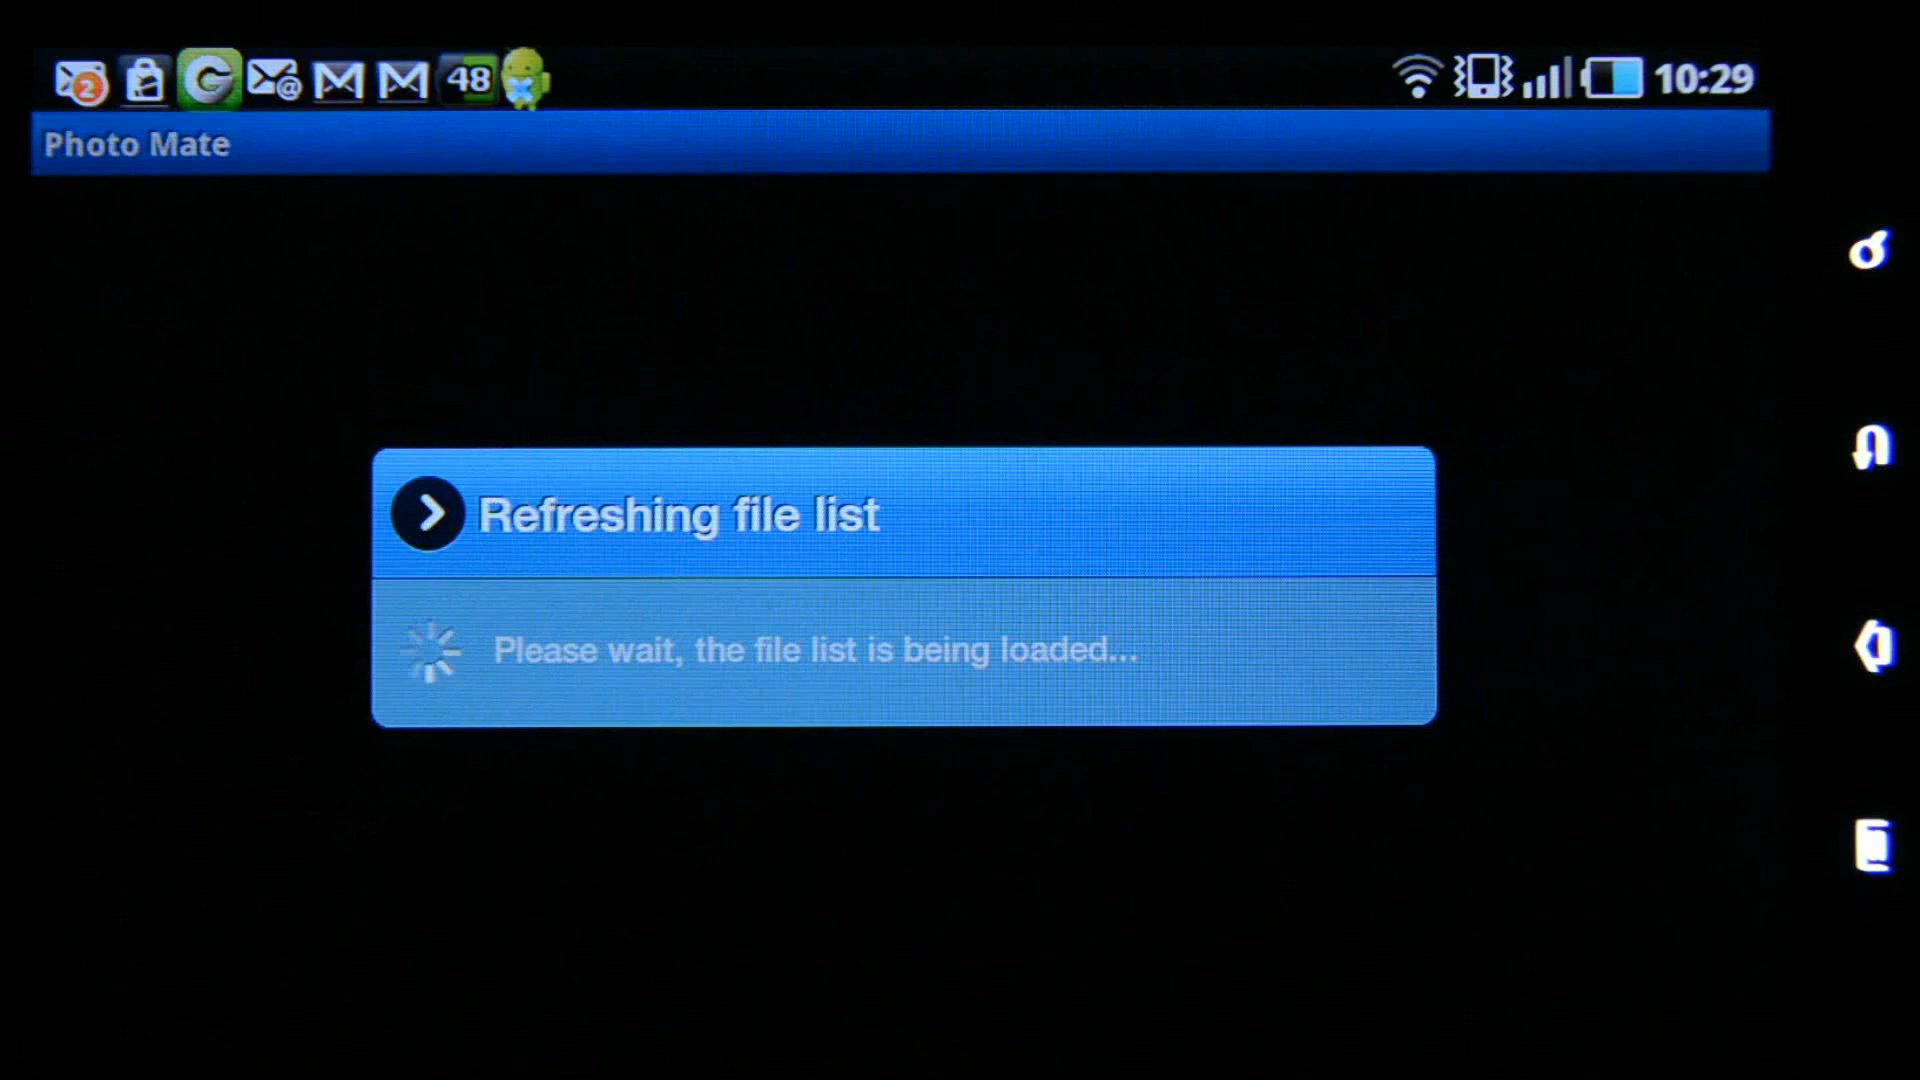 2 @ 48 10:29
Photo Mate
Refreshing file list
Please wait, the file list is being loaded...